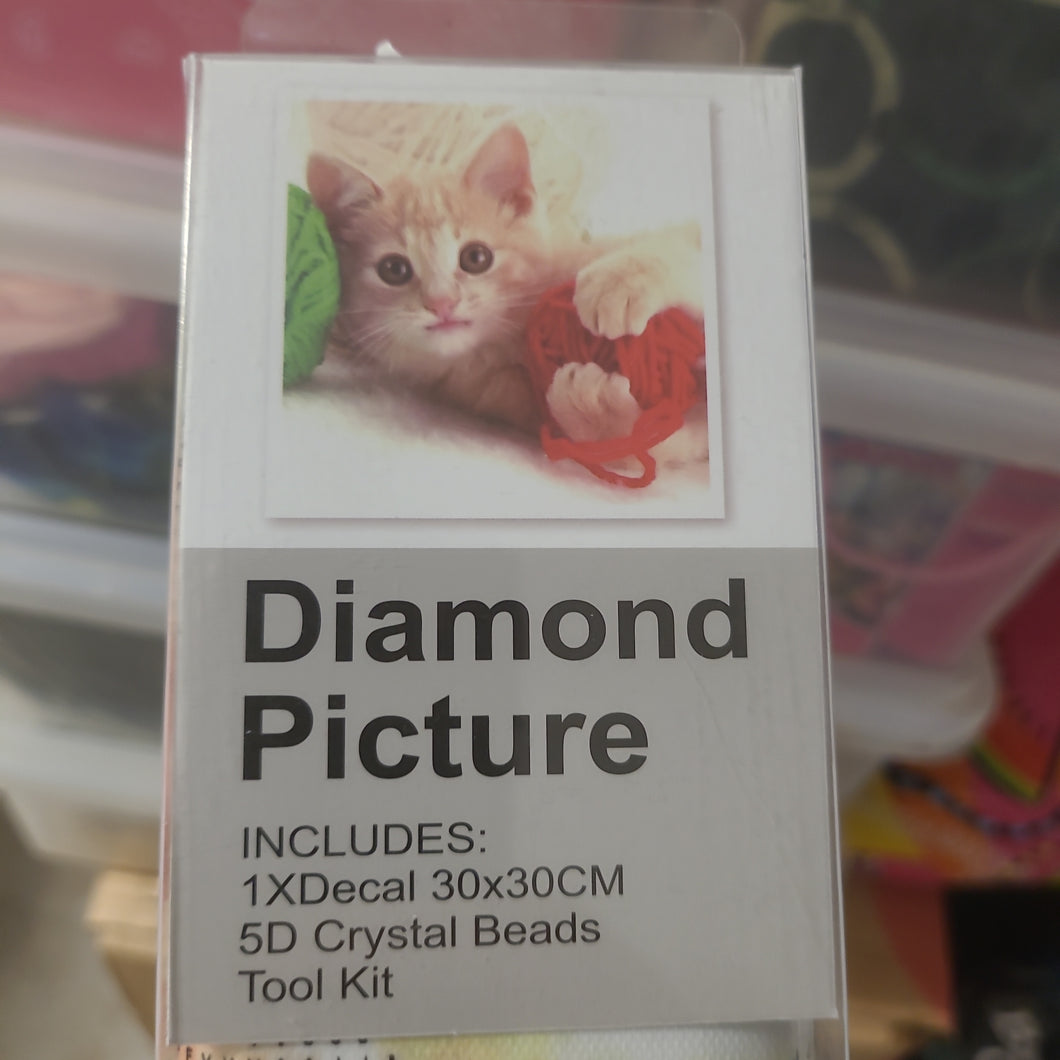 Diamond
Picture
INCLUDES:
1XDecal 30x30CM
5D Crystal Beads
Tool Kit